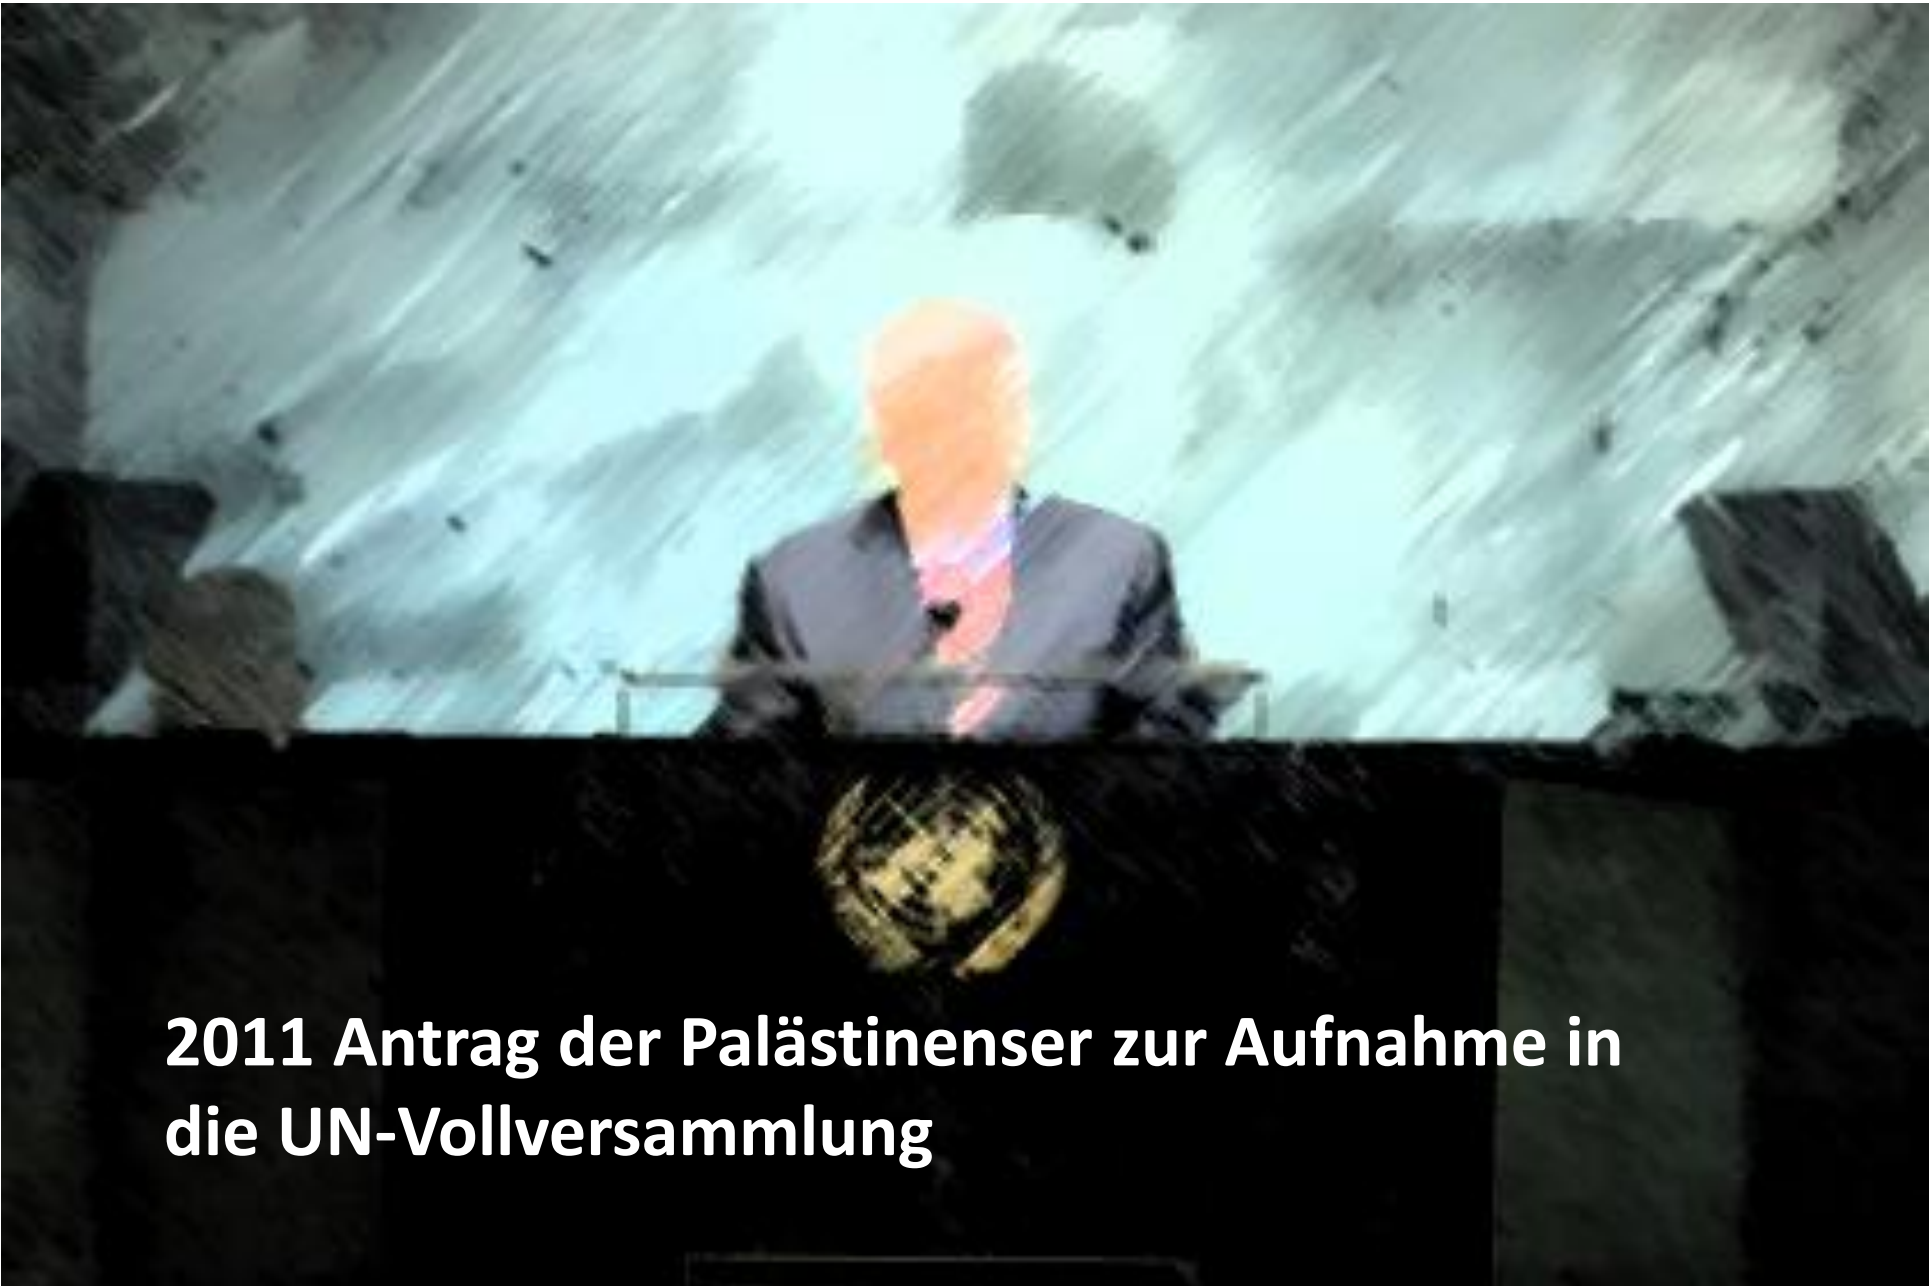 2011 Antrag der Palästinenser zur Aufnahme in
die UN-Vollversammlung